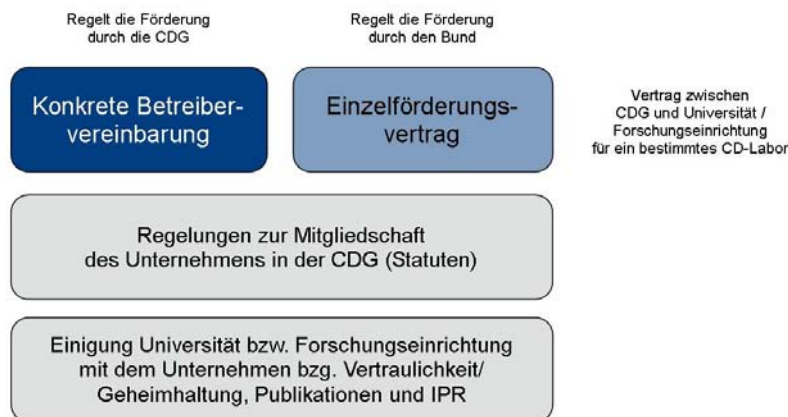 Regelt die Förderung
durch die CDG
Regelt die Förderung
durch den Bund
Konkrete Betreiber-
vereinbarung
Einzelförderungs-
vertrag
Vertrag zwischen
CDG und Universität /
Forschungseinrichtung
für ein bestimmtes CD-Labor
Regelungen zur Mitgliedschaft
des Unternehmens in der CDG (Statuten)
Einigung Universität bzw. Forschungseinrichtung
mit dem Unternehmen bzg. Vertraulichkeit/
Geheimhaltung, Publikationen und IPR